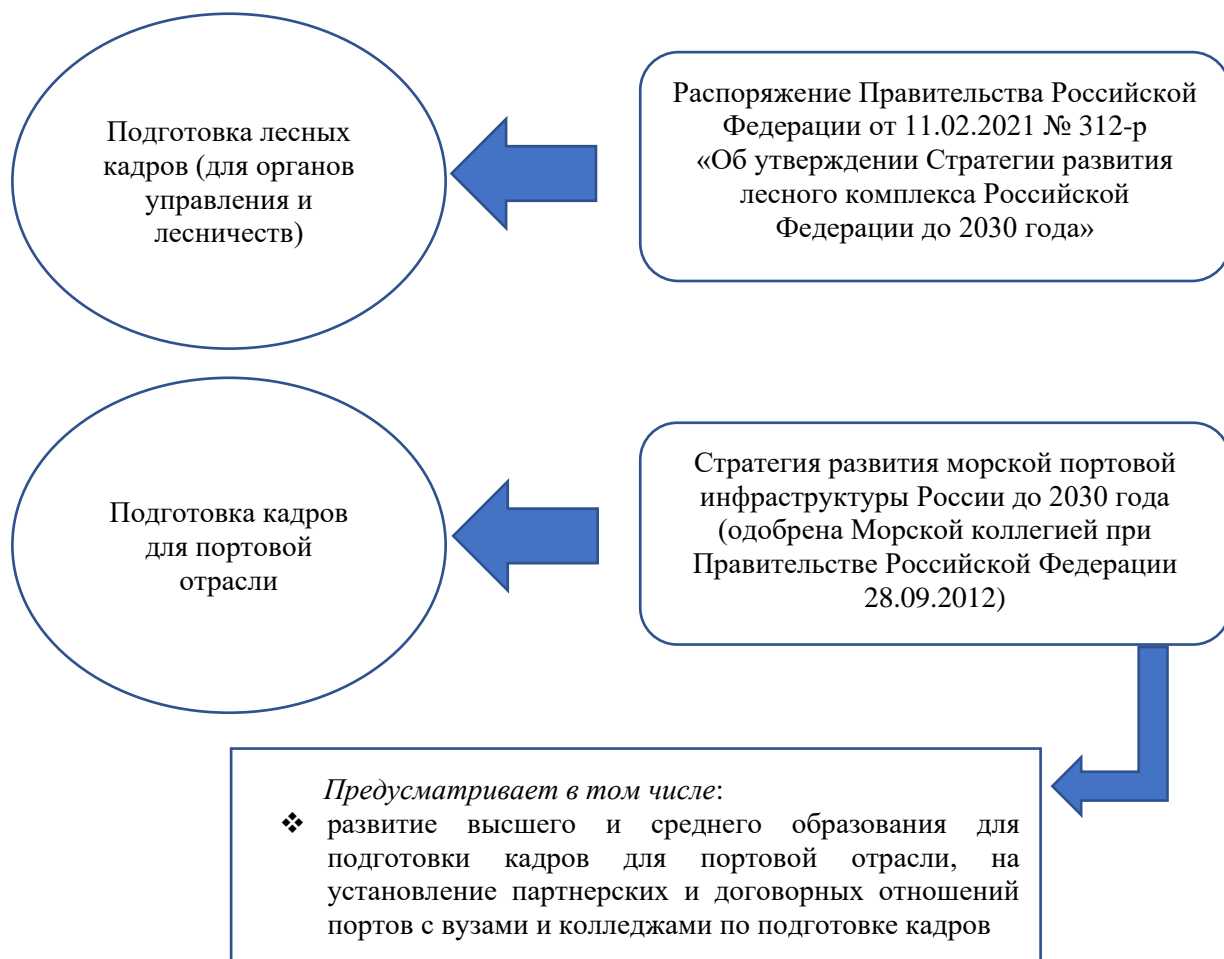 Подготовка лесных
кадров (для органов
управления и
лесничеств)
Распоряжение Правительства Российской
Федерации от 11.02.2021 № 312-р
«Об утверждении Стратегии развития
лесного комплекса Российской
Федерации до 2030 года»
Подготовка кадров
для портовой
отрасли
Стратегия развития морской портовой
инфраструктуры России до 2030 года
(одобрена Морской коллегией при
Правительстве Российской Федерации
28.09.2012)
Предусматривает в том числе:
❖ развитие высшего и среднего образования для
подготовки кадров для портовой отрасли, на
установление партнерских и договорных отношений
портов с вузами и колледжами по подготовке кадров